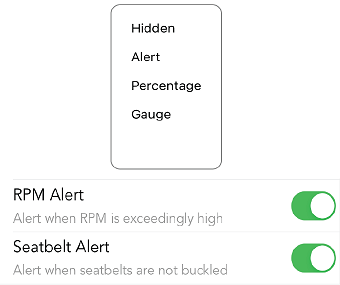 Hidden
Alert
Percentage
Gauge
RPM Alert
Alert when RPM is exceedingly high
Seatbelt Alert
Alert when seatbelts are not buckled